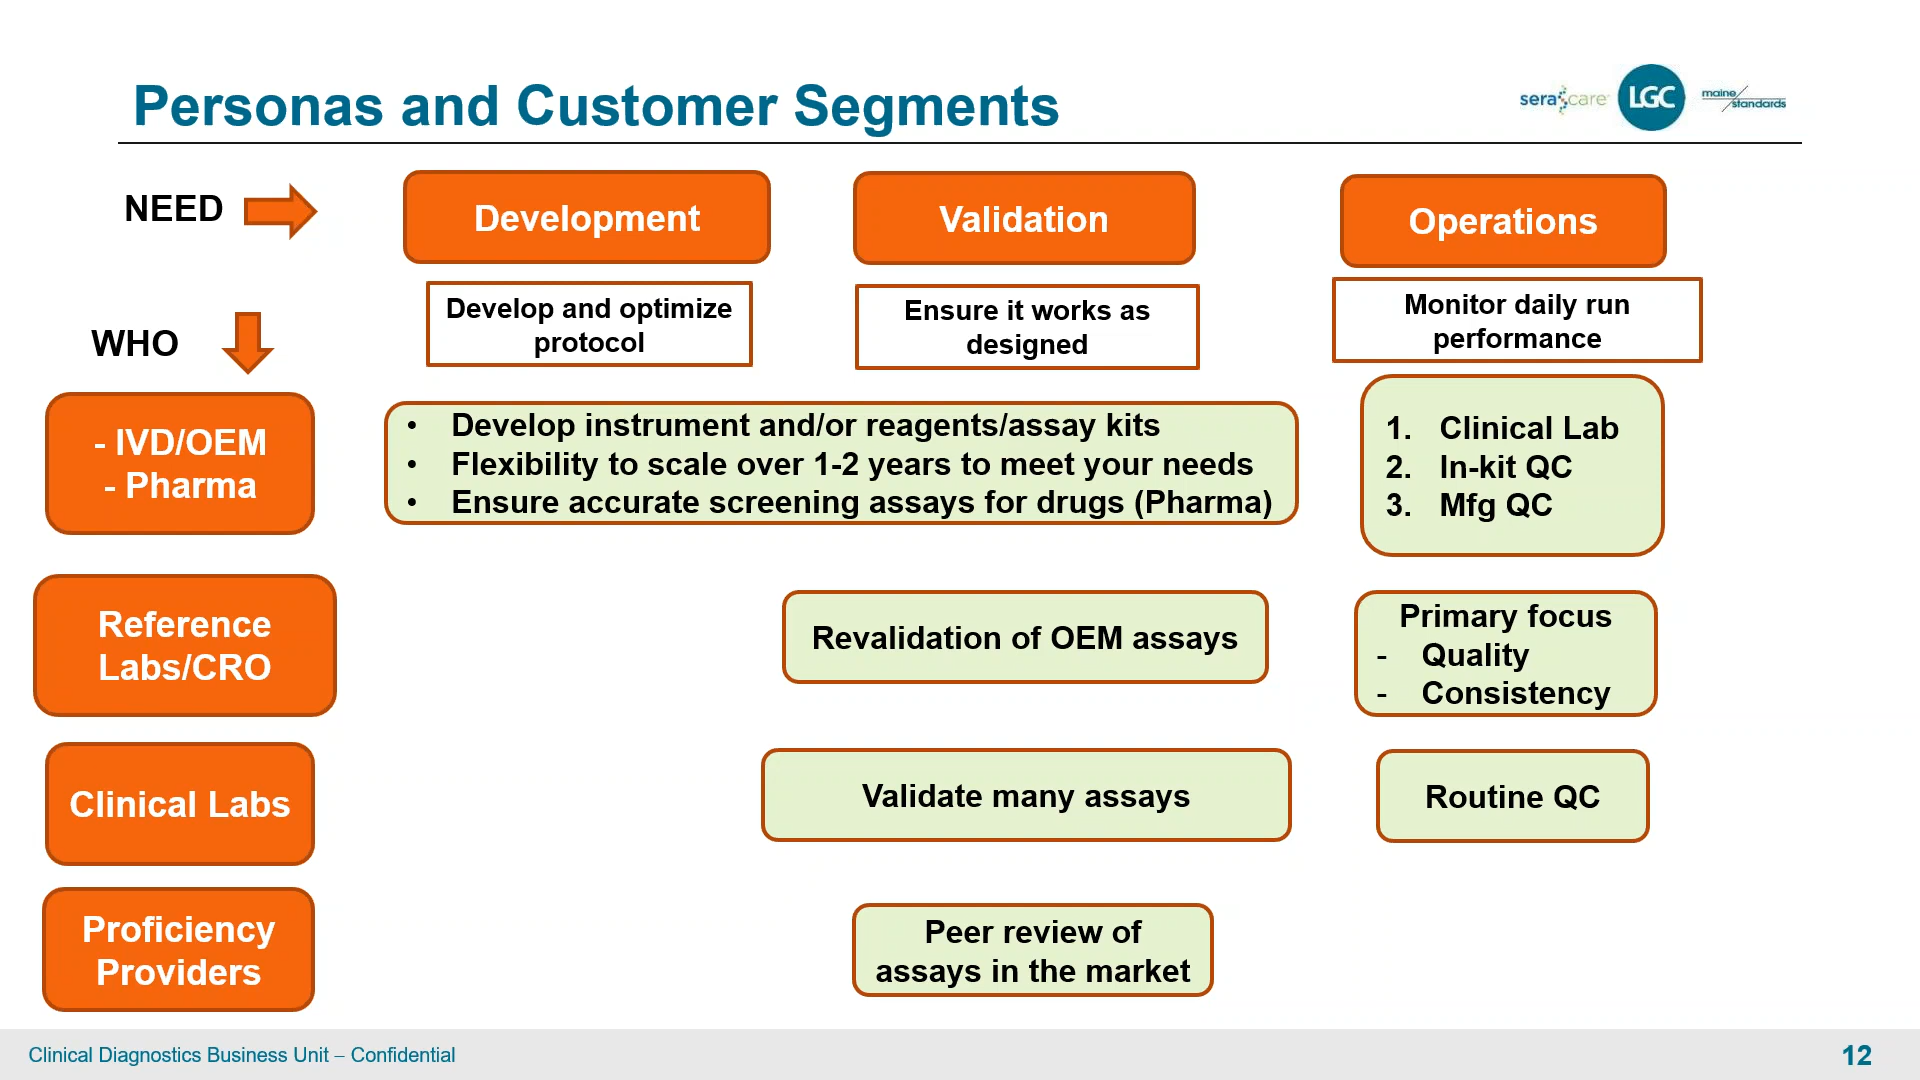 Personas and Customer Segments
seracare LGC maine standards
NEED
Development
Validation
Operations
Develop and optimize
protocol
Ensure it works as
designed
Monitor daily run
performance
WHO
- IVD/OEM
- Pharma
• Develop instrument and/or reagents/assay kits
• Flexibility to scale over 1-2 years to meet your needs
• Ensure accurate screening assays for drugs (Pharma)
1. Clinical Lab
2. In-kit QC
3. Mfg QC
Reference
Labs/CRO
Revalidation of OEM assays
Primary focus
- Quality
- Consistency
Clinical Labs
Validate many assays
Routine QC
Proficiency
Providers
Peer review of
assays in the market
Clinical Diagnostics Business Unit – Confidential
12